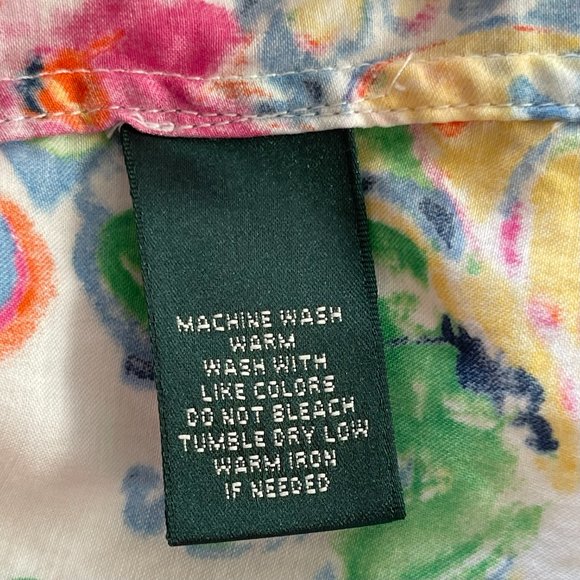 MACHINE WASH
WARM
WASH WITH
LIKE COLORS
DO NOT BLEACH
TUMBLE DRY LOW
WARM IRON
IF NEEDED